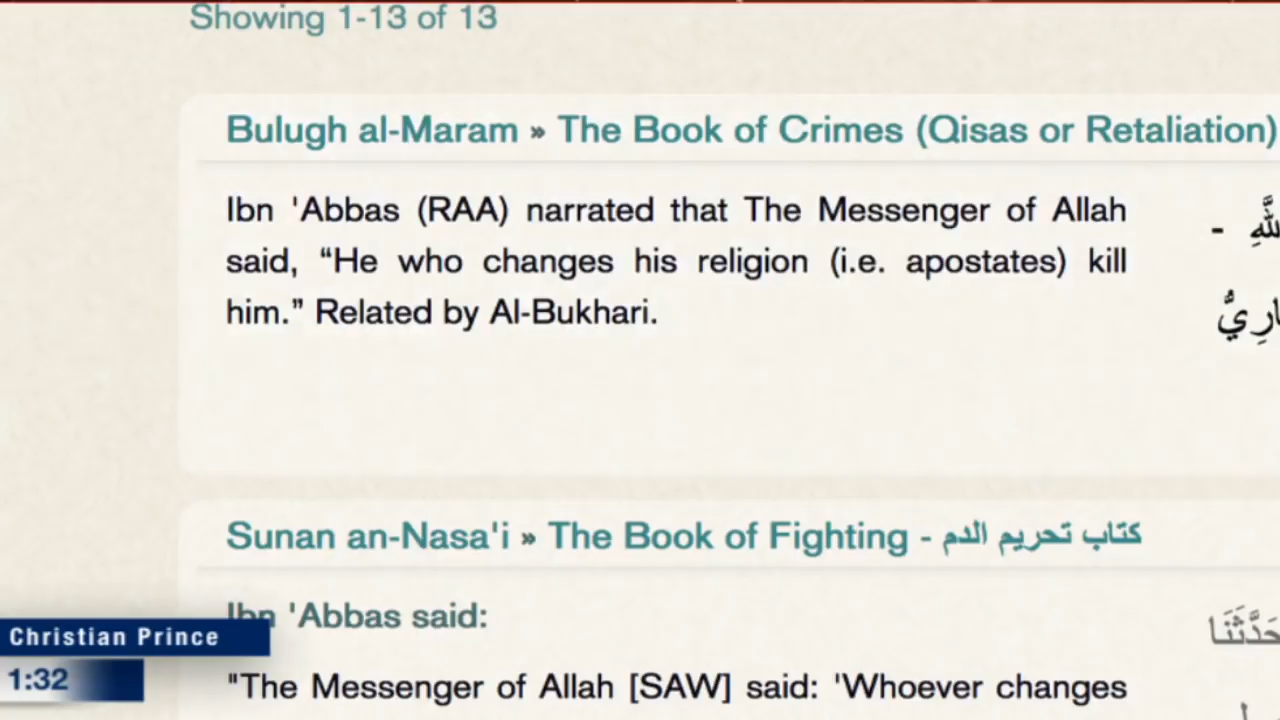 Showing 1-13 of 13
Bulugh al-Maram » The Book of Crimes (Qisas or Retaliation)
Ibn 'Abbas (RAA) narrated that The Messenger of Allah
said, “He who changes his religion (i.e. apostates) kill
him.” Related by Al-Bukhari.
Sunan an-Nasa'i » The Book of Fighting - كتاب تحريم الدم
Ibn 'Abbas said:
"The Messenger of Allah [SAW] said: 'Whoever changes
Christian Prince
1:32